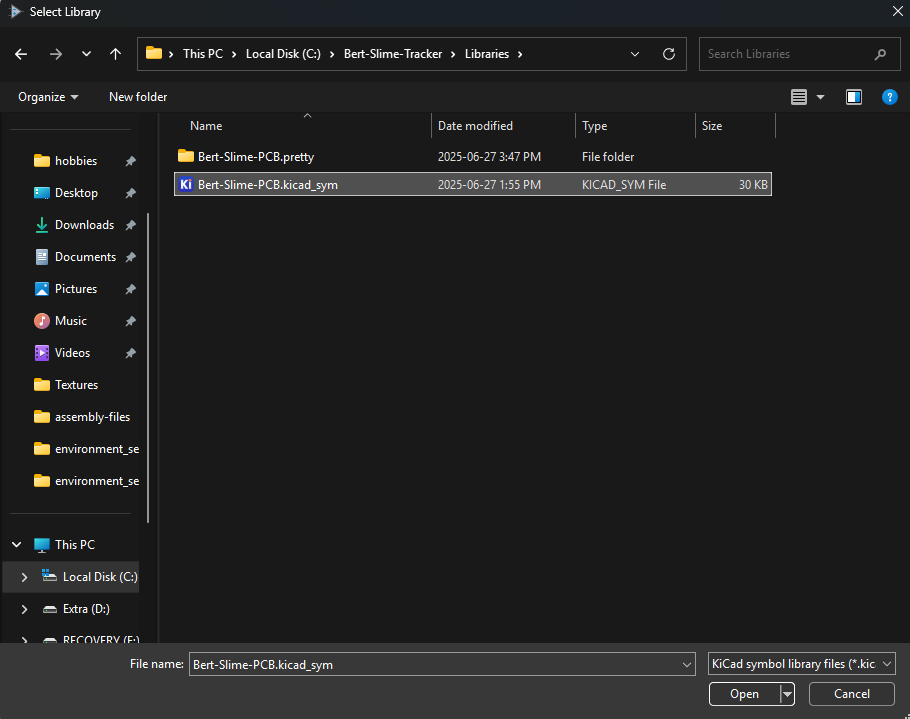 Select Library
This PC > Local Disk (C:) > Bert-Slime-Tracker > Libraries >
Search Libraries
Organize
New folder
Name
Date modified
Type
Size
Bert-Slime-PCB.pretty
2025-06-27 3:47 PM
File folder
Ki
Bert-Slime-PCB.kicad_sym
2025-06-27 1:55 PM
KICAD_SYM File
30 KB
hobbies
Desktop
Downloads
Documents
Pictures
Music
Videos
Textures
assembly-files
environment_se
environment_se
This PC
Local Disk (C:)
Extra (D:)
RECOVERY (E:)
File name:
Bert-Slime-PCB.kicad_sym
KiCad symbol library files (*.kic
Open
Cancel